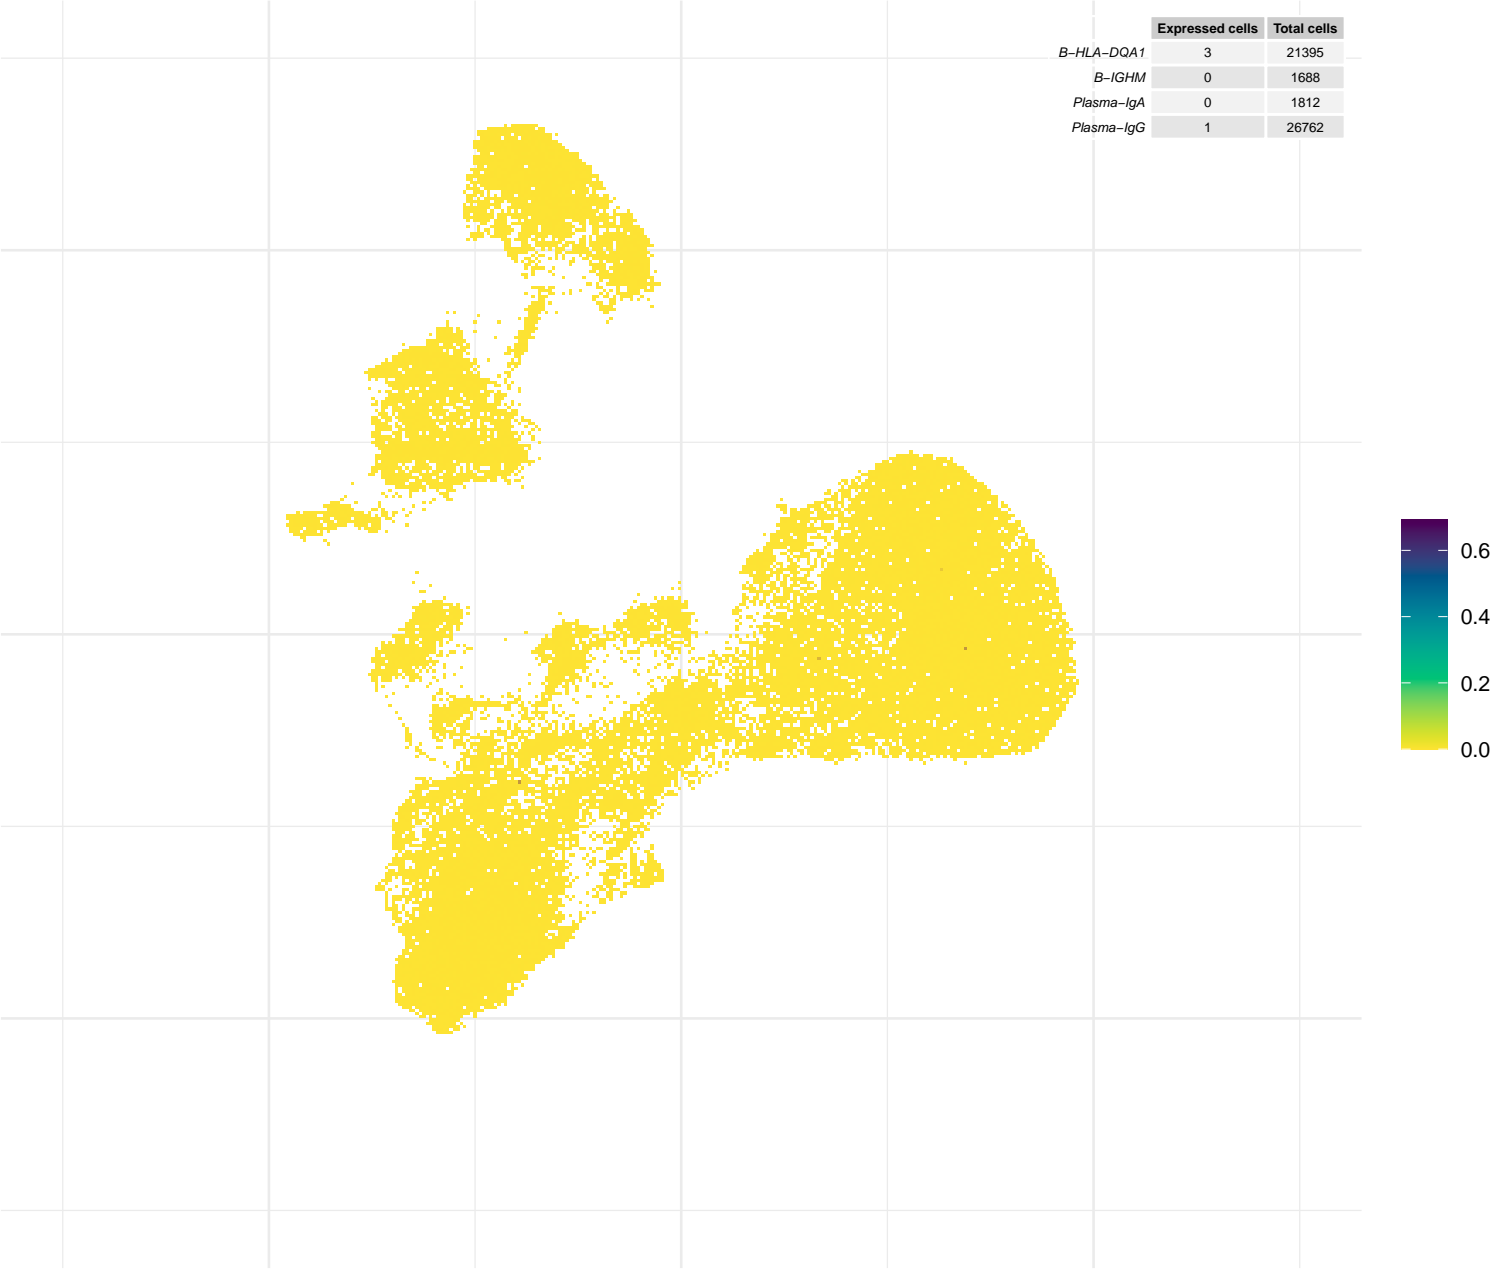 Expressed cells Total cells
B−HLA−DQA1 3 21395
B−IGHM 0 1688
Plasma−IgA 0 1812
Plasma−IgG 1 26762
0.6
0.4
0.2
0.0